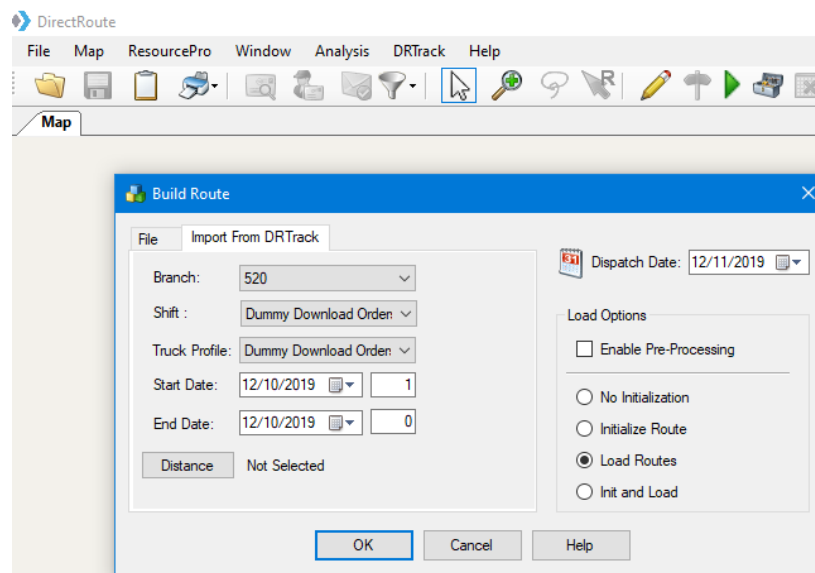 DirectRoute
File Map ResourcePro Window Analysis DRTrack Help
R
Map
Build Route
File Import From DRTrack
31 Dispatch Date: 12/11/2019
Branch: 520
Shift : Dummy Download Order
Truck Profile: Dummy Download Order
Start Date: 12/10/2019 1
End Date: 12/10/2019 0
Distance Not Selected
Load Options
Enable Pre-Processing
No Initialization
Initialize Route
Load Routes
Init and Load
OK Cancel Help